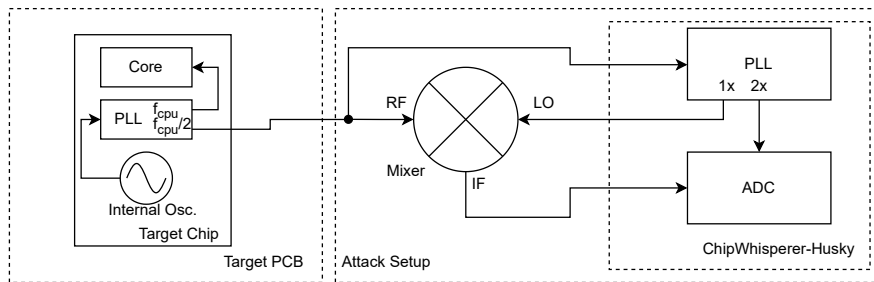 Core
PLL
f_cpu
f_cpu/2
Internal Osc.
Target Chip
Target PCB
RF
LO
Mixer
IF
Attack Setup
PLL
1x 2x
ADC
ChipWhisperer-Husky